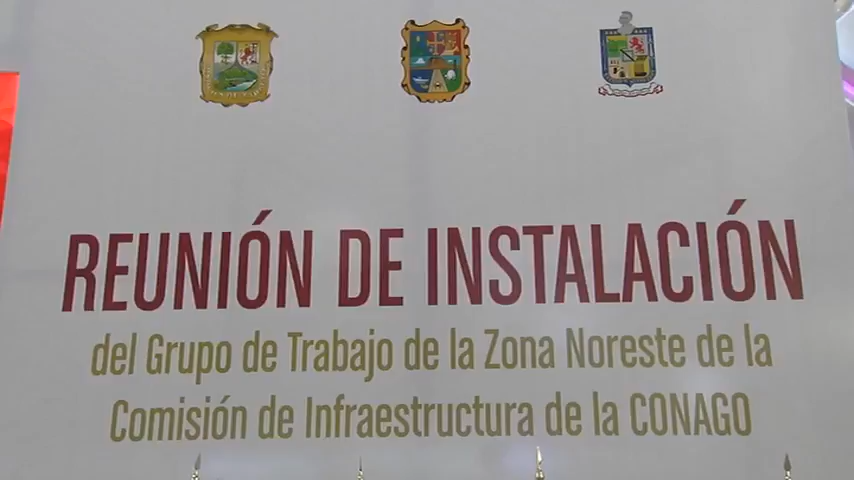 REUNIÓN DE INSTALACIÓN
del Grupo de Trabajo de la Zona Noreste de la
Comisión de Infraestructura de la CONAGO